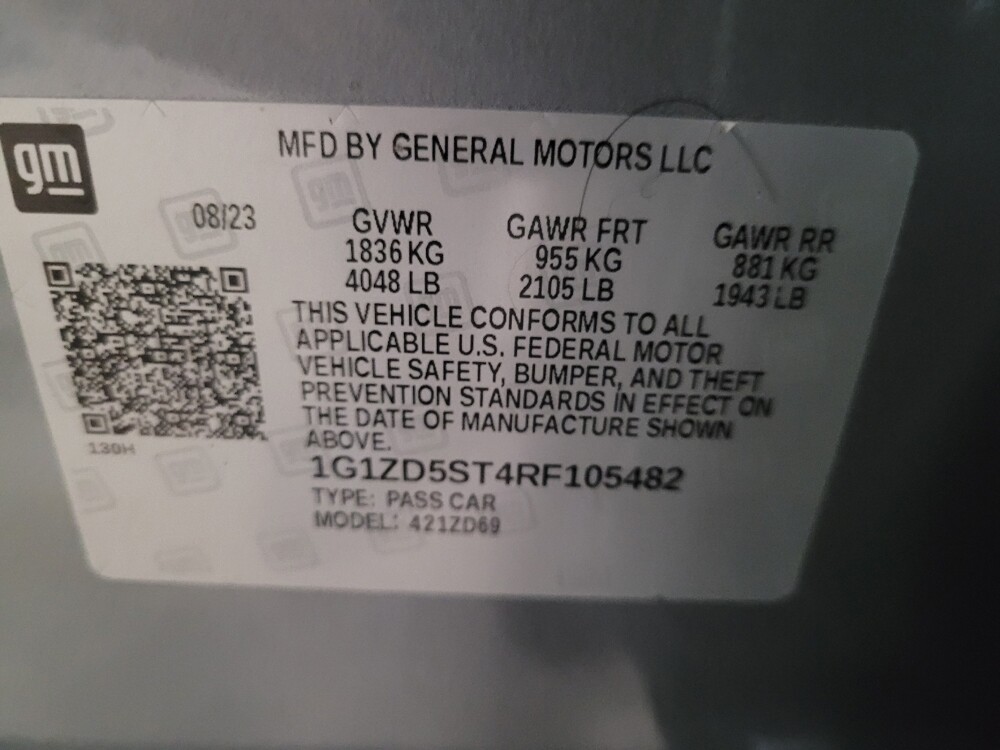 gm
MFD BY GENERAL MOTORS LLC
08/23
GVWR GAWR FRT GAWR RR
1836 KG 955 KG 881 KG
4048 LB 2105 LB 1943 LB
THIS VEHICLE CONFORMS TO ALL
APPLICABLE U.S. FEDERAL MOTOR
VEHICLE SAFETY, BUMPER, AND THEFT
PREVENTION STANDARDS IN EFFECT ON
THE DATE OF MANUFACTURE SHOWN
ABOVE.
130H
1G1ZD5ST4RF105482
TYPE: PASS CAR
MODEL: 421ZD69